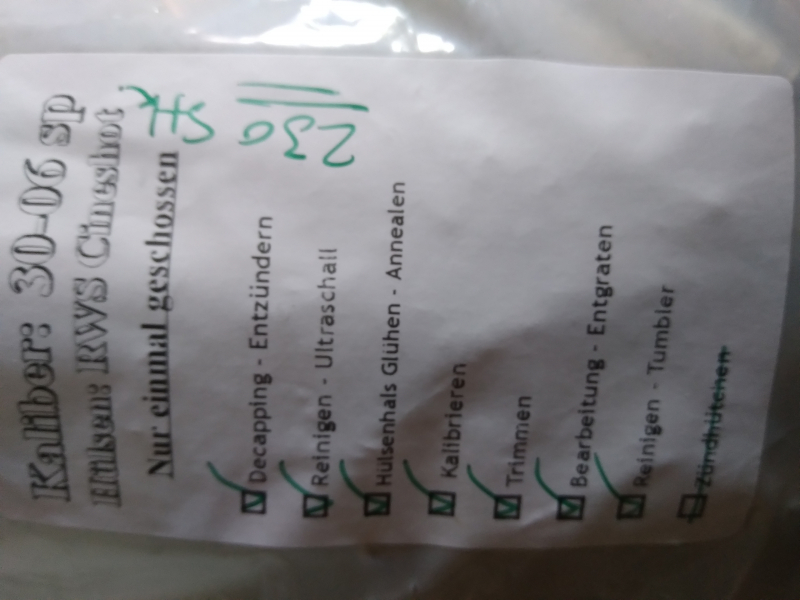 Kaliber: 30-06 sp
Hülsen: RWS Cineshot
Nur einmal geschossen
230 Stk.
Decapping - Entzündern
Reinigen - Ultraschall
Hülsenhals Glühen - Annealen
Kalibrieren
Trimmen
Bearbeitung - Entgraten
Reinigen - Tumbler
Zündhütchen